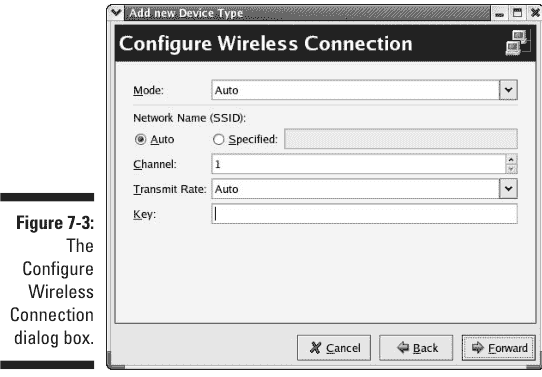 Add new Device Type
Configure Wireless Connection
Mode: Auto
Network Name (SSID):
Auto Specified:
Channel: 1
Transmit Rate: Auto
Key:
Cancel Back Forward
Figure 7-3:
The
Configure
Wireless
Connection
dialog box.